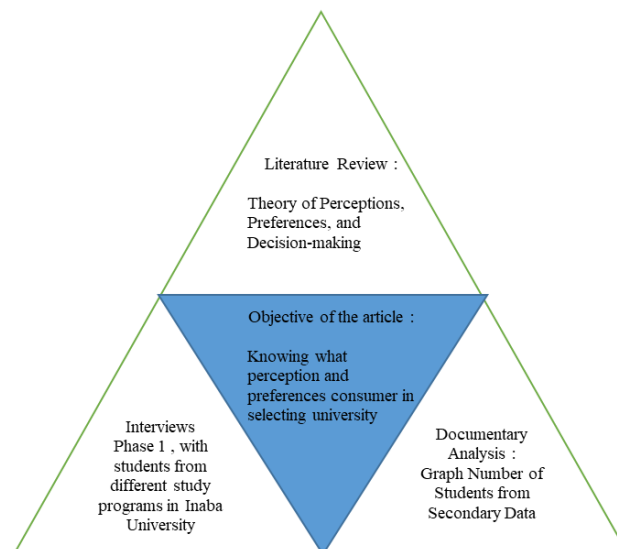 Literature Review :
Theory of Perceptions,
Preferences, and
Decision-making
Objective of the article :
Knowing what
perception and
preferences consumer in
selecting university
Interviews
Phase 1 , with
students from
different study
programs in Inaba
University
Documentary
Analysis :
Graph Number of
Students from
Secondary Data